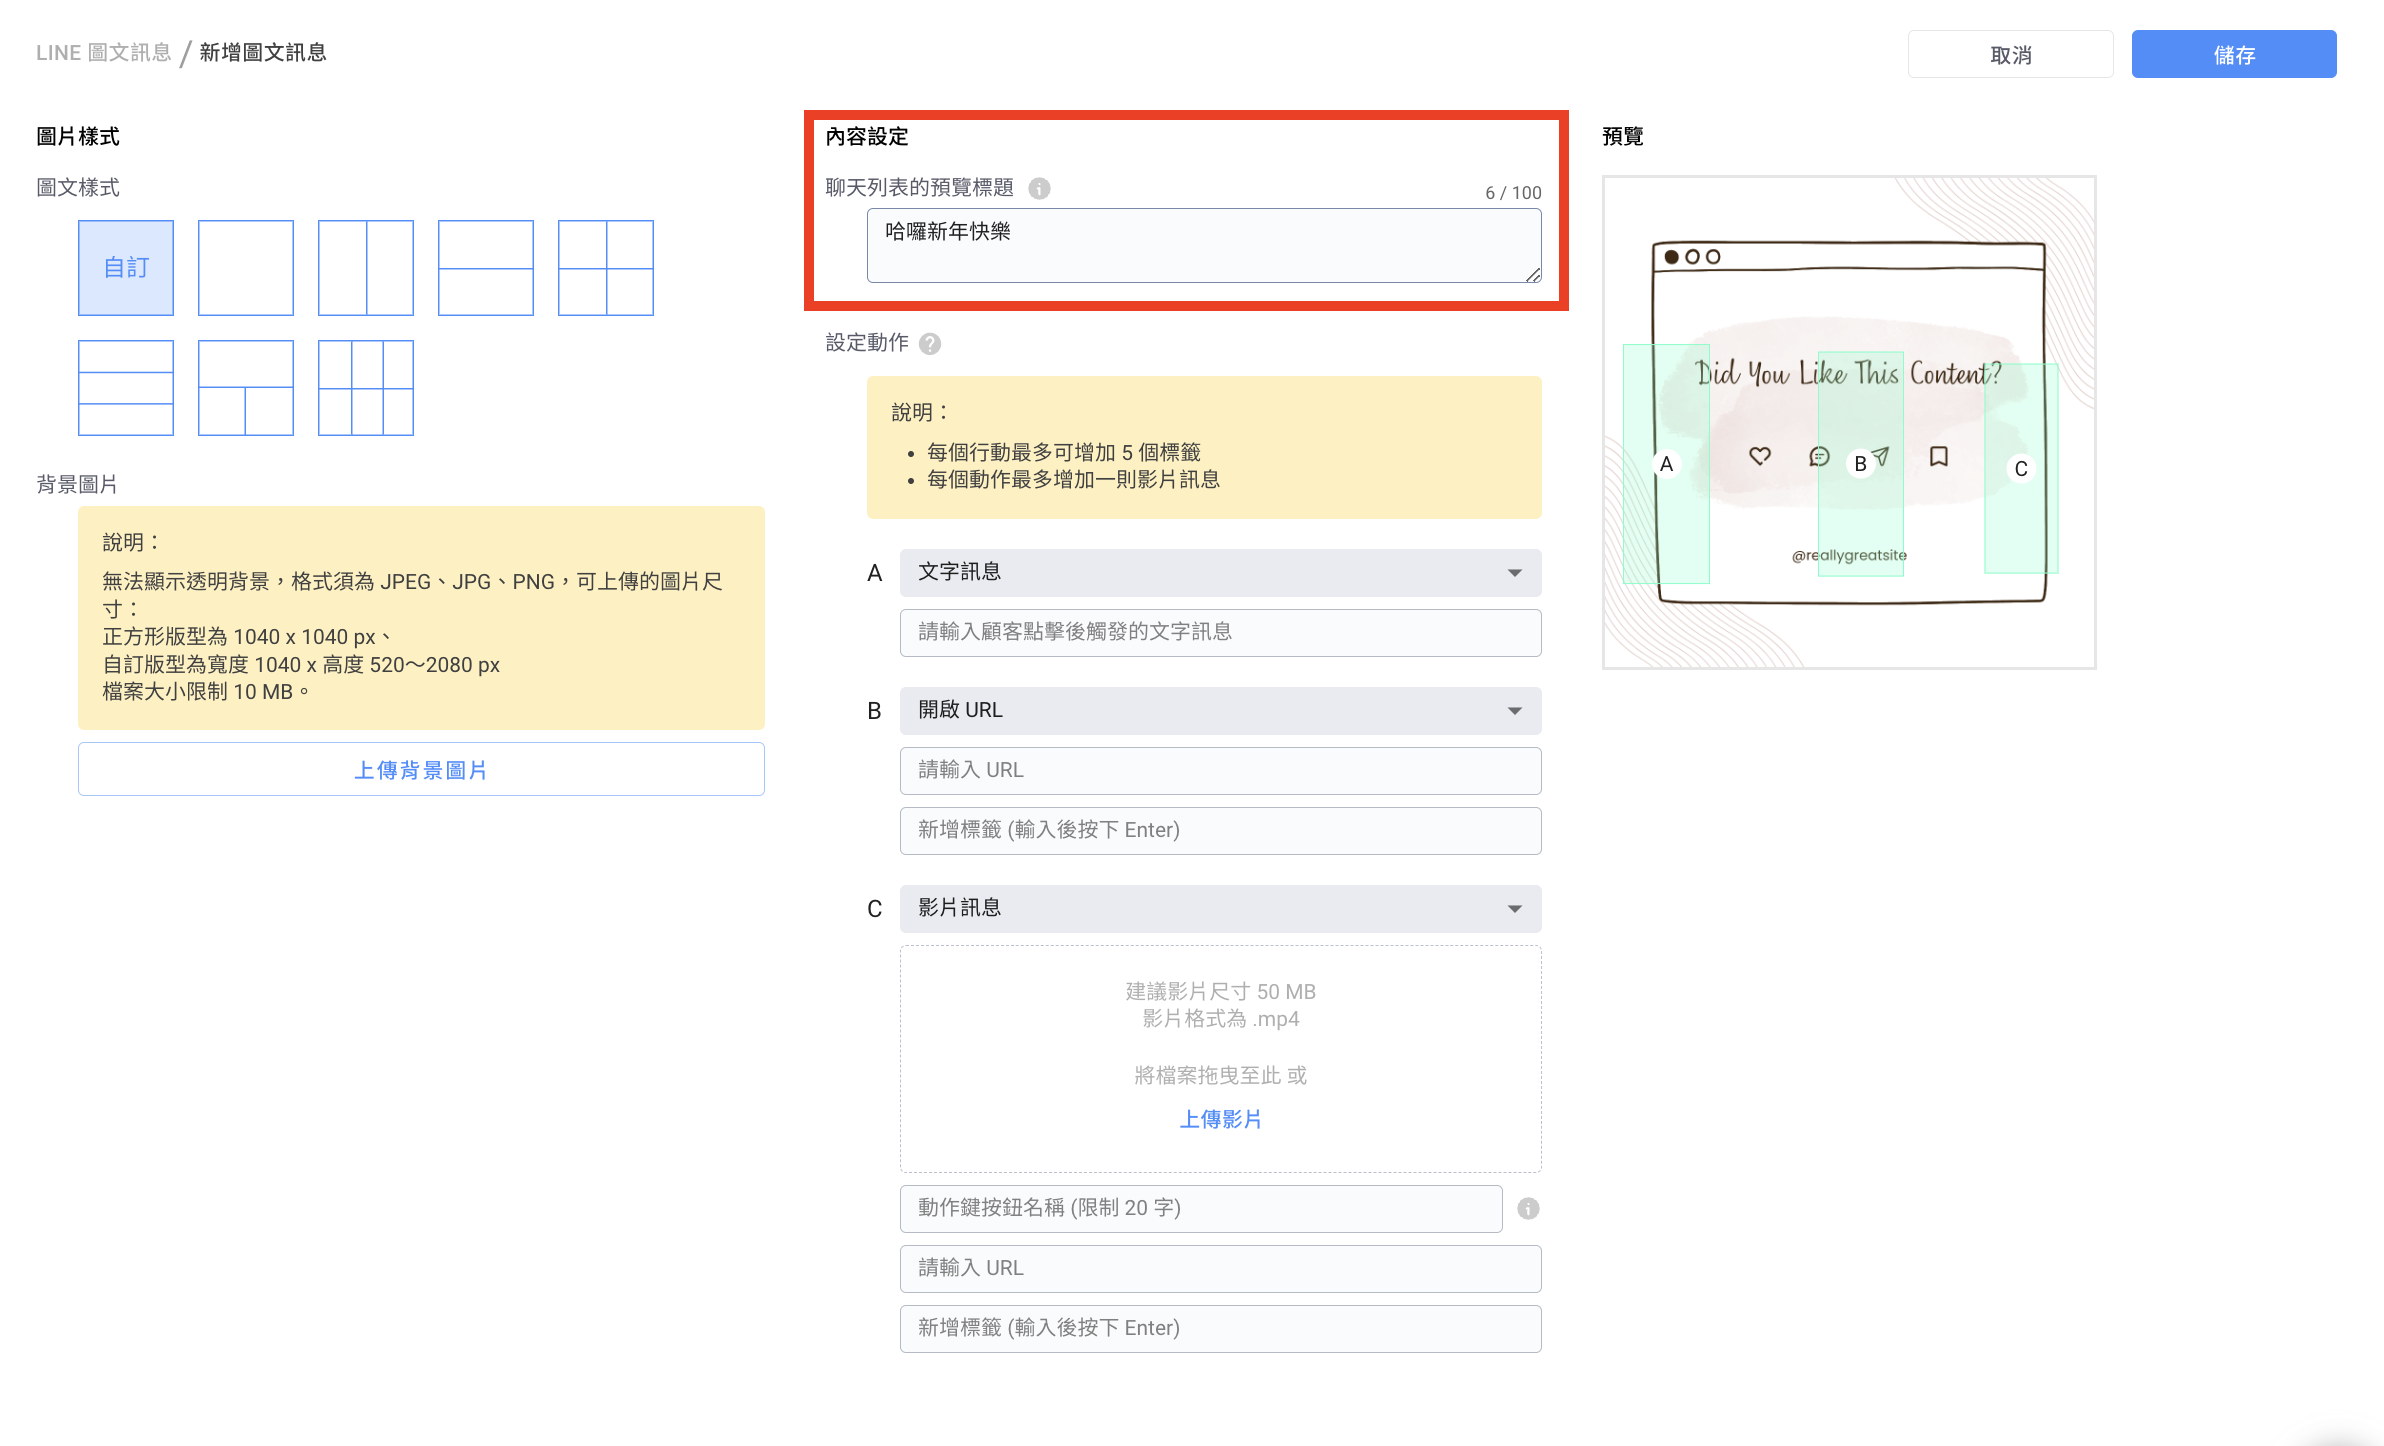 LINE 圖文訊息 / 新增圖文訊息
取消
儲存
圖片樣式
圖文樣式
自訂
背景圖片
說明：
無法顯示透明背景，格式須為 JPEG、JPG、PNG，可上傳的圖片尺
寸：
正方形版型為 1040 x 1040 px、
自訂版型為寬度 1040 x 高度 520～2080 px
檔案大小限制 10 MB。
上傳背景圖片
內容設定
聊天列表的預覽標題
6 / 100
哈囉新年快樂
設定動作
說明：
• 每個行動最多可增加 5 個標籤
• 每個動作最多增加一則影片訊息
A
文字訊息
請輸入顧客點擊後觸發的文字訊息
B
開啟 URL
請輸入 URL
新增標籤 (輸入後按下 Enter)
C
影片訊息
建議影片尺寸 50 MB
影片格式為 .mp4
將檔案拖曳至此 或
上傳影片
動作鍵按鈕名稱 (限制 20 字)
請輸入 URL
新增標籤 (輸入後按下 Enter)
預覽
Did You Like This Content?
A
B
C
@reallygreatsite